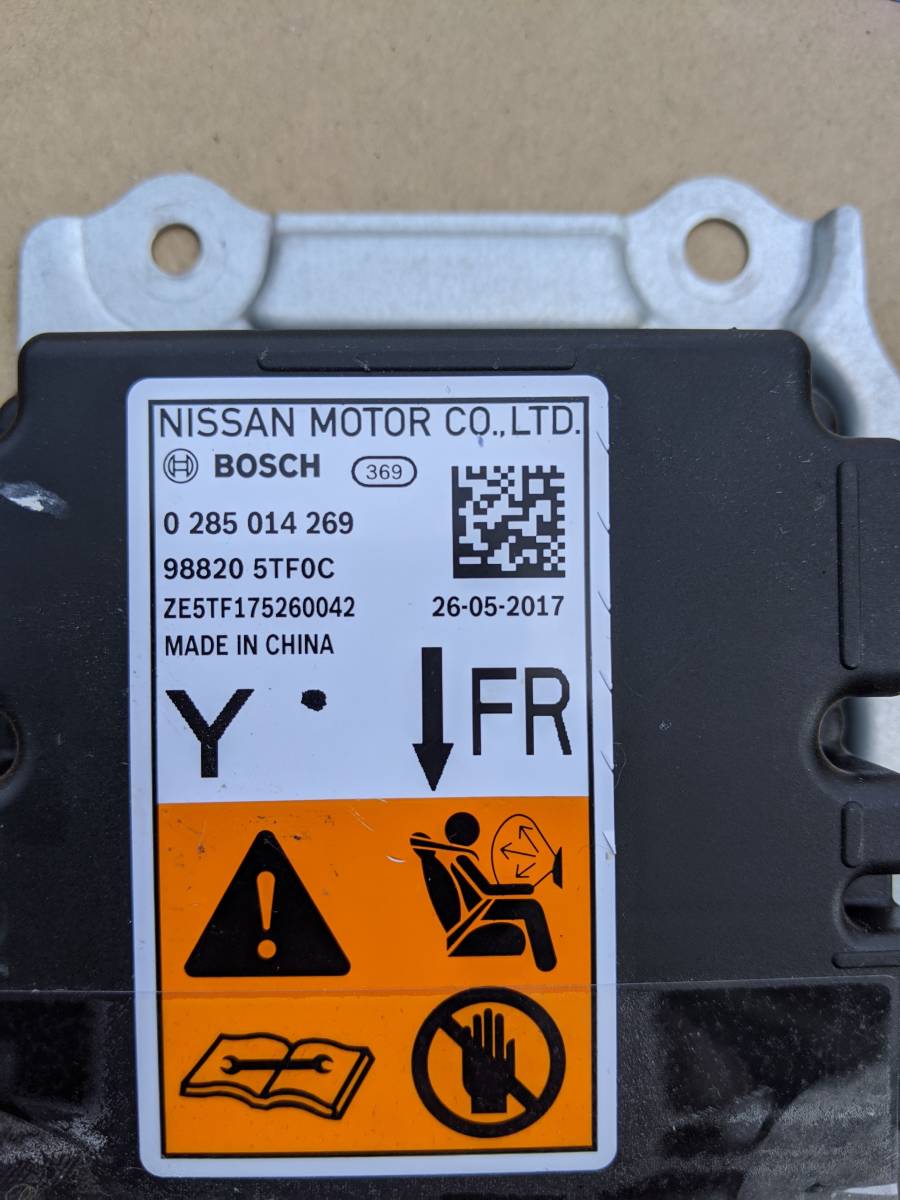 NISSAN MOTOR CO.,LTD.
BOSCH 369
0 285 014 269
98820 5TF0C
ZE5TF175260042 26-05-2017
MADE IN CHINA
Y FR